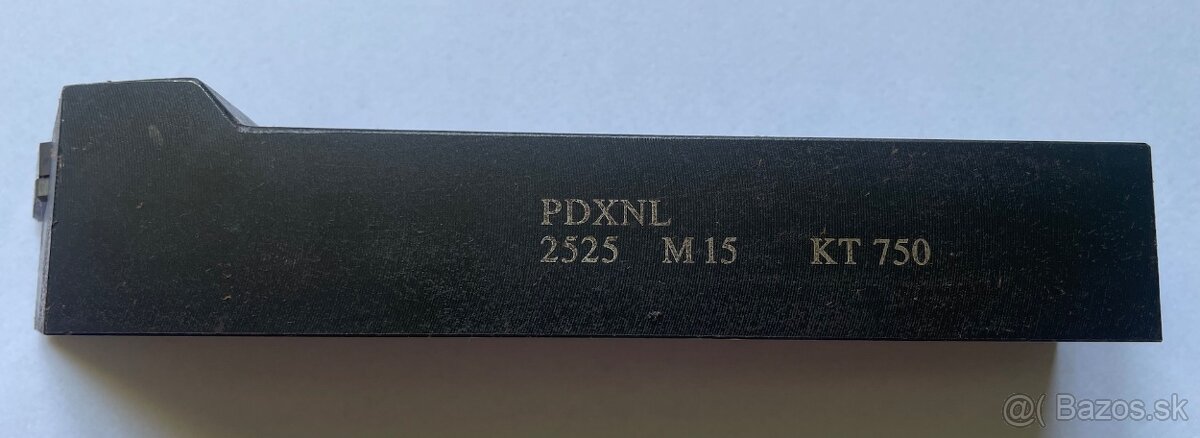 PDXNL
2525 M15 KT 750
@( Bazos.sk